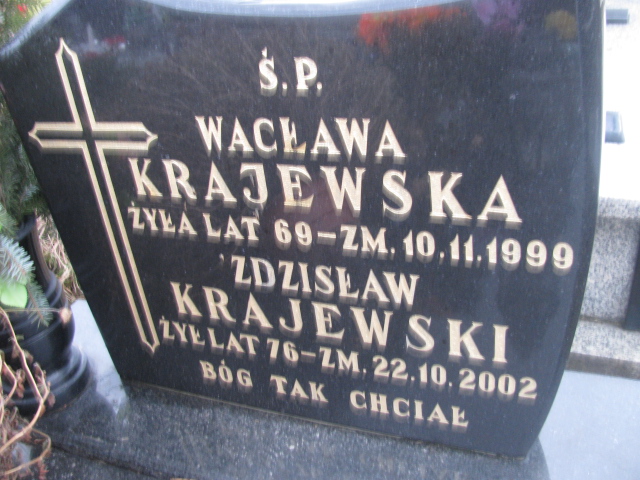 Ś.P.
WACŁAWA
KRAJEWSKA
ŻYŁA LAT 69-ZM. 10.11.1999
ZDZISŁAW
KRAJEWSKI
ŻYŁ LAT 76-ZM. 22.10.2002
BÓG TAK CHCIAŁ